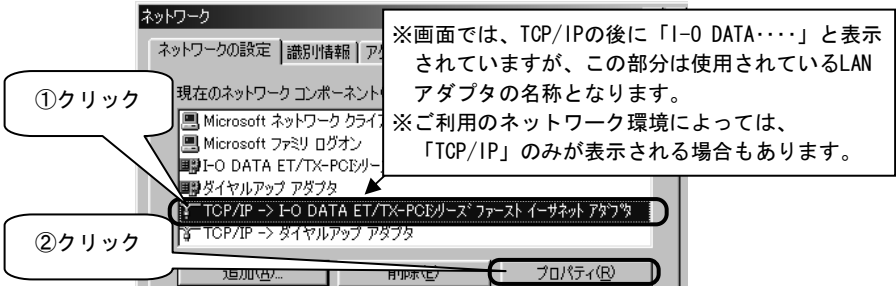 ネットワーク
ネットワークの設定 識別情報
現在のネットワーク コンポーネント
Microsoft ネットワーク クライ
Microsoft ファミリ ログオン
I-O DATA ET/TX-PCIシリー
ダイヤルアップ アダプタ
TCP/IP -> I-O DATA ET/TX-PCIシリーズ ファースト イーサネット アダプタ
TCP/IP -> ダイヤルアップ アダプタ
追加(A)... 削除(E) プロパティ(R)
①クリック
②クリック
※画面では、TCP/IPの後に「I-O DATA････」と表示
されていますが、この部分は使用されているLAN
アダプタの名称となります。
※ご利用のネットワーク環境によっては、
「TCP/IP」のみが表示される場合もあります。